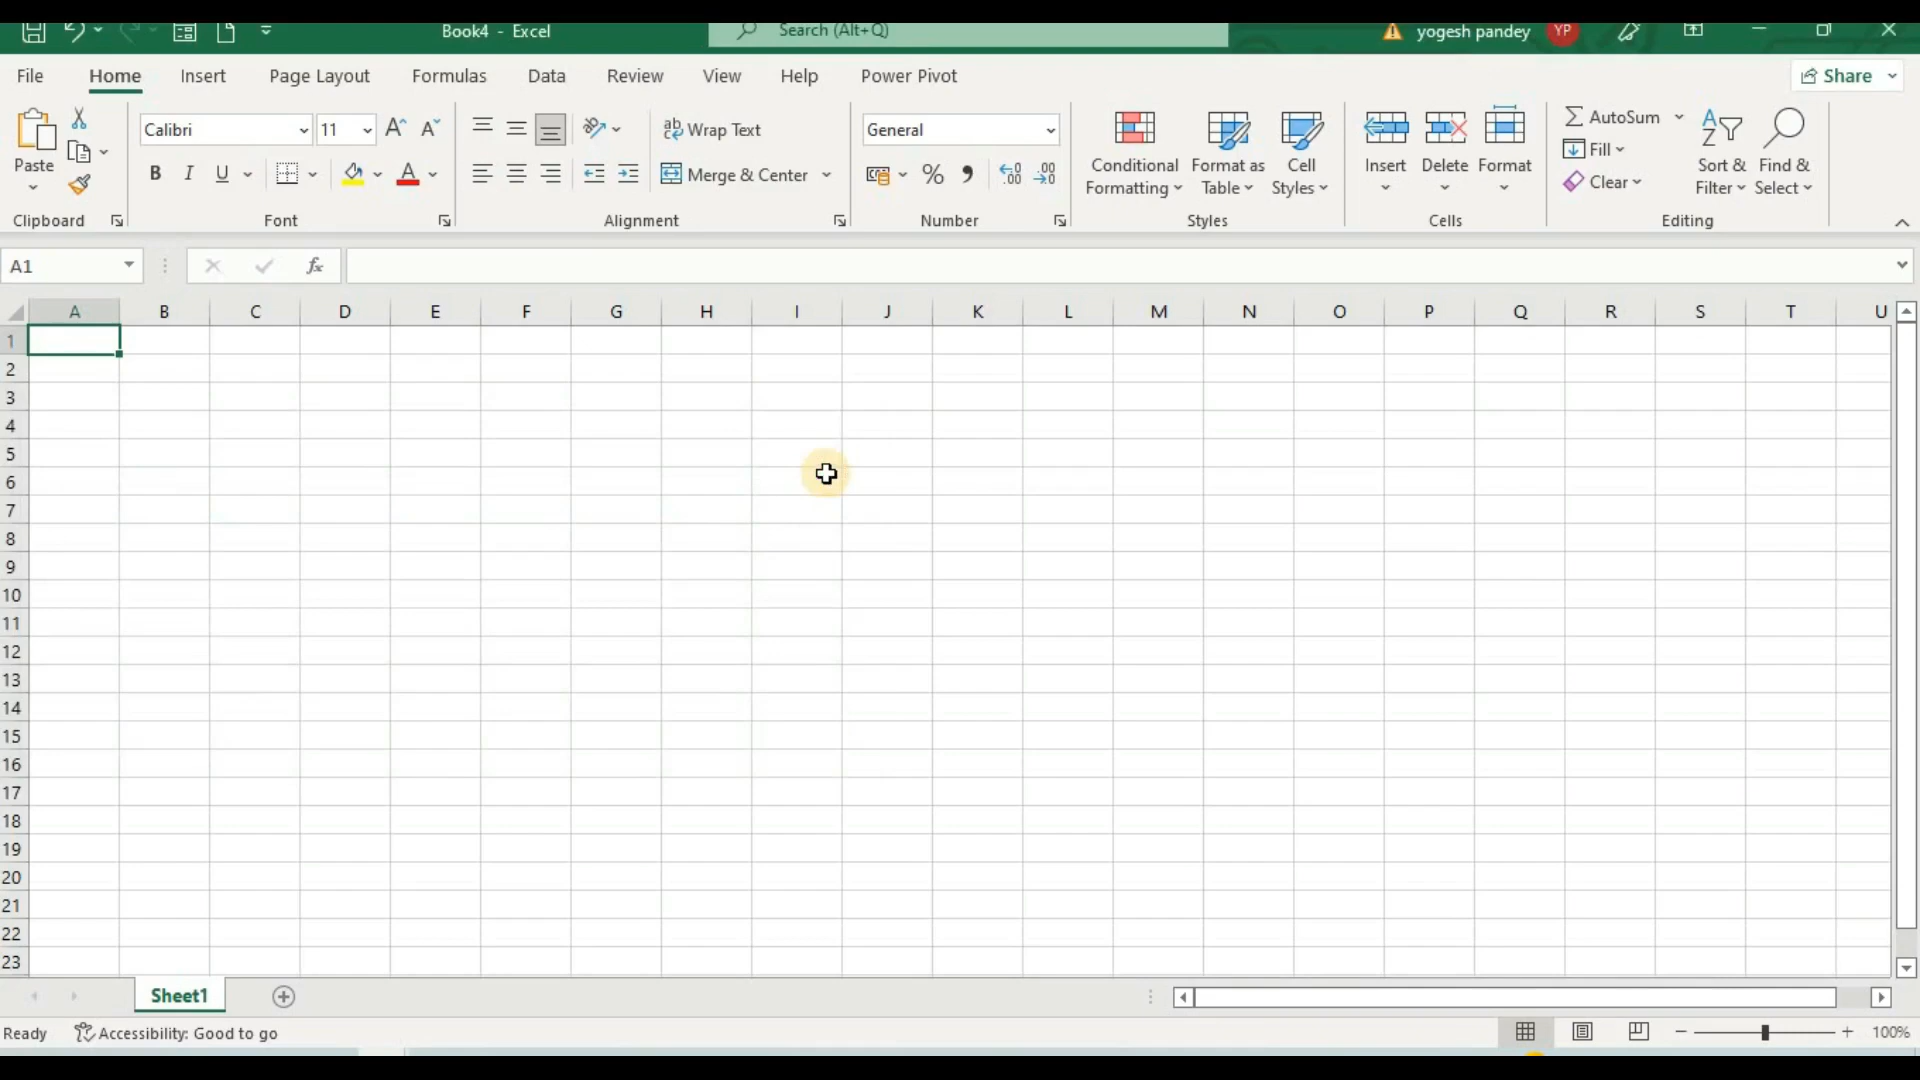 Book4 - Excel
Search (Alt+Q)
yogesh pandey
YP
File Home Insert Page Layout Formulas Data Review View Help Power Pivot
Share
Paste
Clipboard
Calibri
11
A^ A
B I U A
Font
ab Wrap Text
Merge & Center
Alignment
General
% , .00 .00
Number
Conditional Formatting
Format as Table
Cell Styles
Styles
Insert
Delete
Format
Cells
AutoSum
Fill
Clear
Sort & Filter
Find & Select
Editing
A1
fx
A B C D E F G H I J K L M N O P Q R S T U
1
2
3
4
5
6
7
8
9
10
11
12
13
14
15
16
17
18
19
20
21
22
23
Sheet1
Ready
Accessibility: Good to go
100%